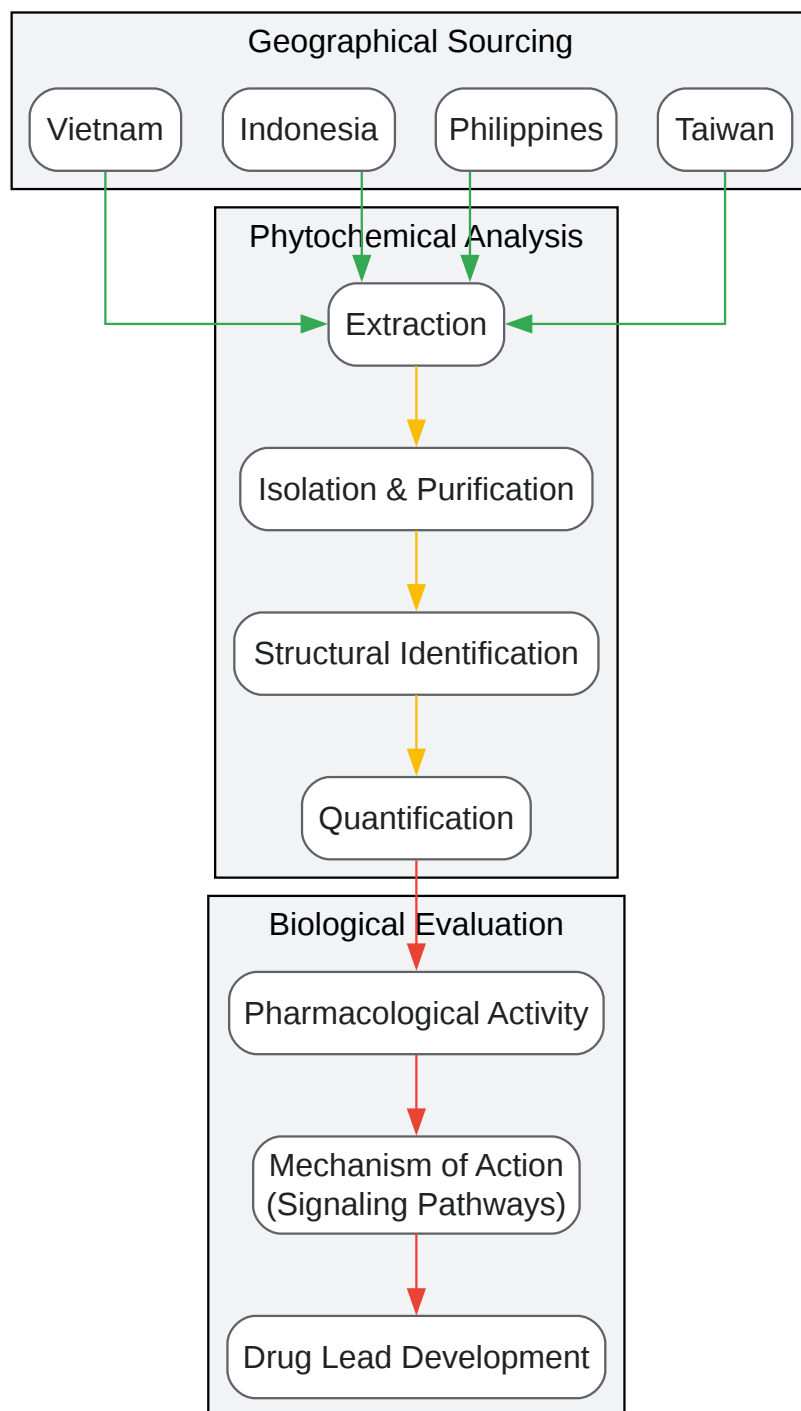 Geographical Sourcing
Vietnam
Indonesia
Philippines
Taiwan
Phytochemical Analysis
Extraction
Isolation & Purification
Structural Identification
Quantification
Biological Evaluation
Pharmacological Activity
Mechanism of Action
(Signaling Pathways)
Drug Lead Development